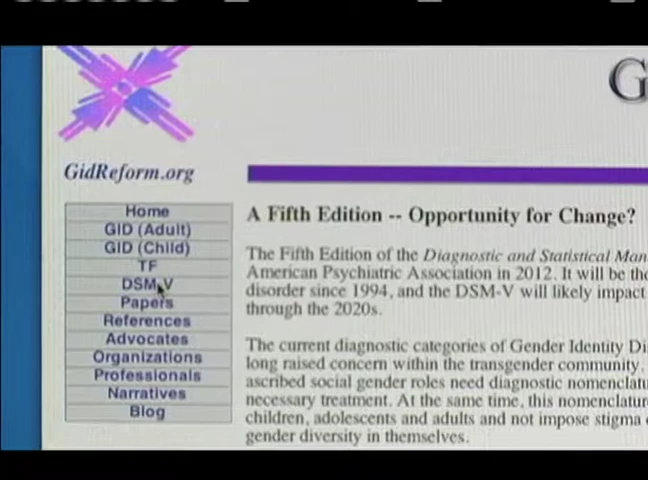 G
GidReform.org
Home
GID (Adult)
GID (Child)
TF
DSM-V
Papers
References
Advocates
Organizations
Professionals
Narratives
Blog
A Fifth Edition -- Opportunity for Change?
The Fifth Edition of the Diagnostic and Statistical Man
American Psychiatric Association in 2012. It will be the
disorder since 1994, and the DSM-V will likely impact
through the 2020s.
The current diagnostic categories of Gender Identity Di
long raised concern within the transgender community.
ascribed social gender roles need diagnostic nomenclatu
necessary treatment. At the same time, this nomenclature
children, adolescents and adults and not impose stigma
gender diversity in themselves.